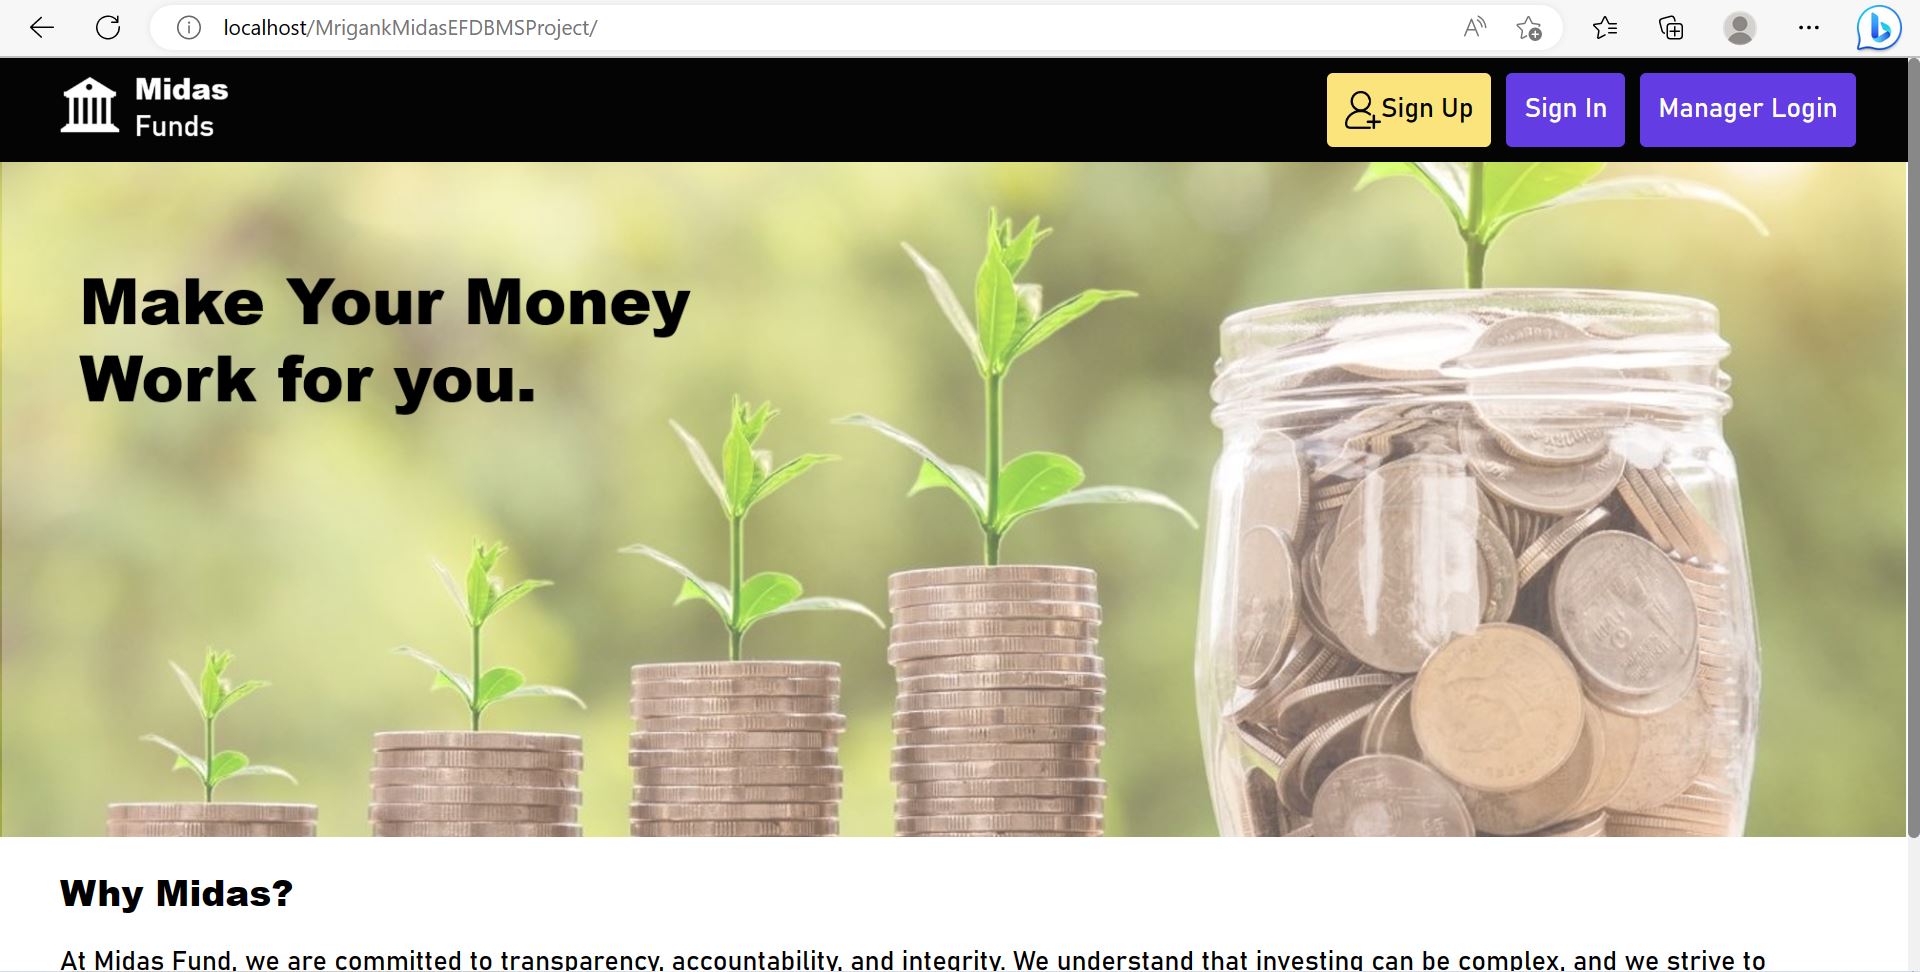 localhost/MrigankMidasEFDBMSProject/
Midas
Funds
Sign Up
Sign In
Manager Login
Make Your Money
Work for you.
Why Midas?
At Midas Fund, we are committed to transparency, accountability, and integrity. We understand that investing can be complex, and we strive to